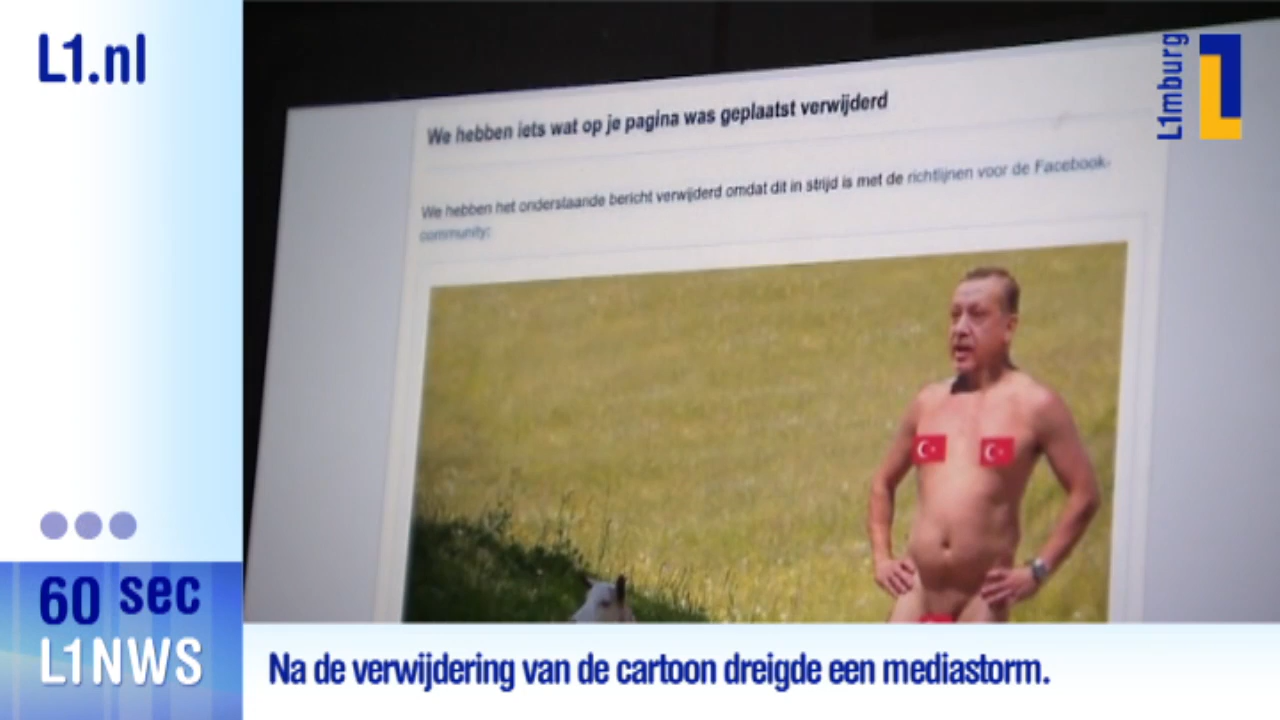 L1.nl
L1mburg
We hebben iets wat op je pagina was geplaatst verwijderd
We hebben het onderstaande bericht verwijderd omdat dit in strijd is met de richtlijnen voor de Facebook-
community:
60 sec
L1NWS
Na de verwijdering van de cartoon dreigde een mediastorm.